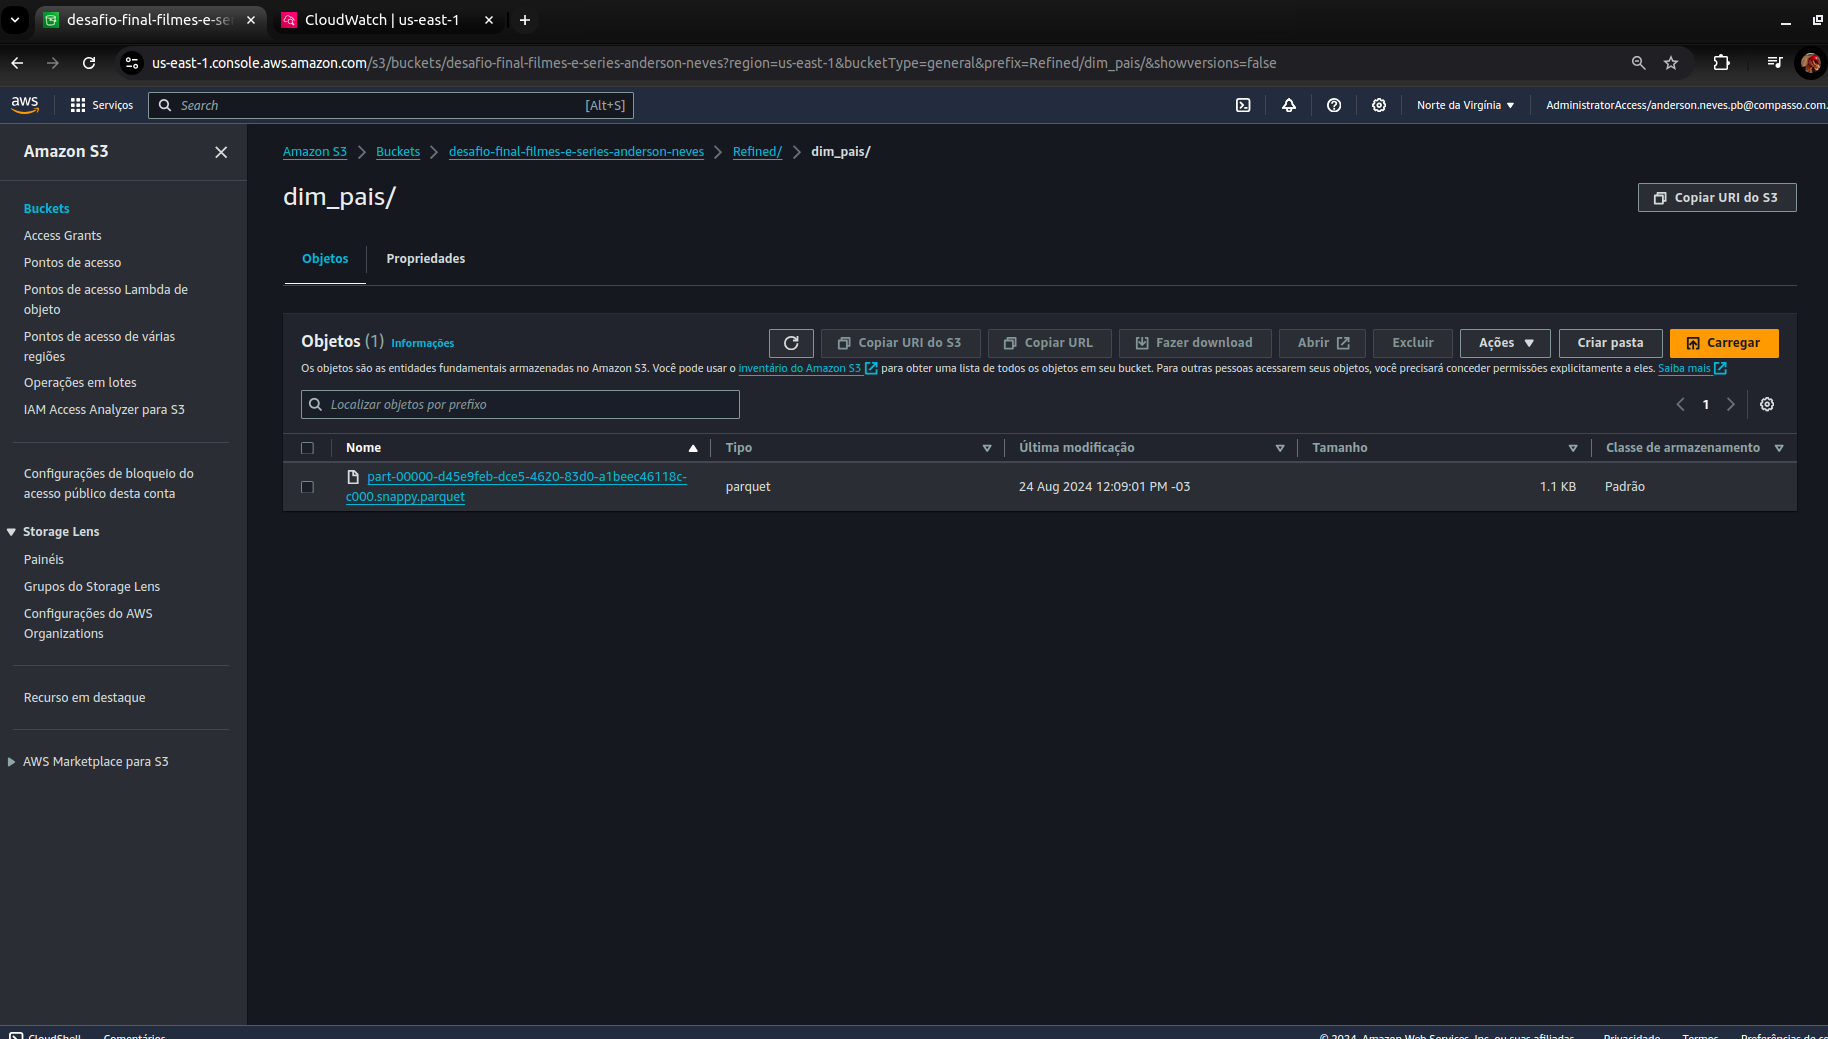 desafio-final-filmes-e-se
CloudWatch | us-east-1
us-east-1.console.aws.amazon.com/s3/buckets/desafio-final-filmes-e-series-anderson-neves?region=us-east-1&bucketType=general&prefix=Refined/dim_pais/&showversions=false
aws
Serviços
Search
[Alt+S]
Norte da Virgínia
AdministratorAccess/anderson.neves.pb@compasso.com.
Amazon S3
Buckets
Access Grants
Pontos de acesso
Pontos de acesso Lambda de
objeto
Pontos de acesso de várias
regiões
Operações em lotes
IAM Access Analyzer para S3
Configurações de bloqueio do
acesso público desta conta
Storage Lens
Painéis
Grupos do Storage Lens
Configurações do AWS
Organizations
Recurso em destaque
AWS Marketplace para S3
Amazon S3 Buckets desafio-final-filmes-e-series-anderson-neves Refined/ dim_pais/
dim_pais/
Copiar URI do S3
Objetos Propriedades
Objetos (1) Informações
Copiar URI do S3 Copiar URL Fazer download Abrir Excluir Ações Criar pasta Carregar
Os objetos são as entidades fundamentais armazenadas no Amazon S3. Você pode usar o inventário do Amazon S3 para obter uma lista de todos os objetos em seu bucket. Para outras pessoas acessarem seus objetos, você precisará conceder permissões explicitamente a eles. Saiba mais
Localizar objetos por prefixo
1
Nome Tipo Última modificação Tamanho Classe de armazenamento
part-00000-d45e9feb-dce5-4620-83d0-a1beec46118c-
c000.snappy.parquet
parquet
24 Aug 2024 12:09:01 PM -03
1.1 KB
Padrão
CloudShell Comentários
© 2024, Amazon Web Services, Inc. ou suas afiliadas. Privacidade Termos Preferências de